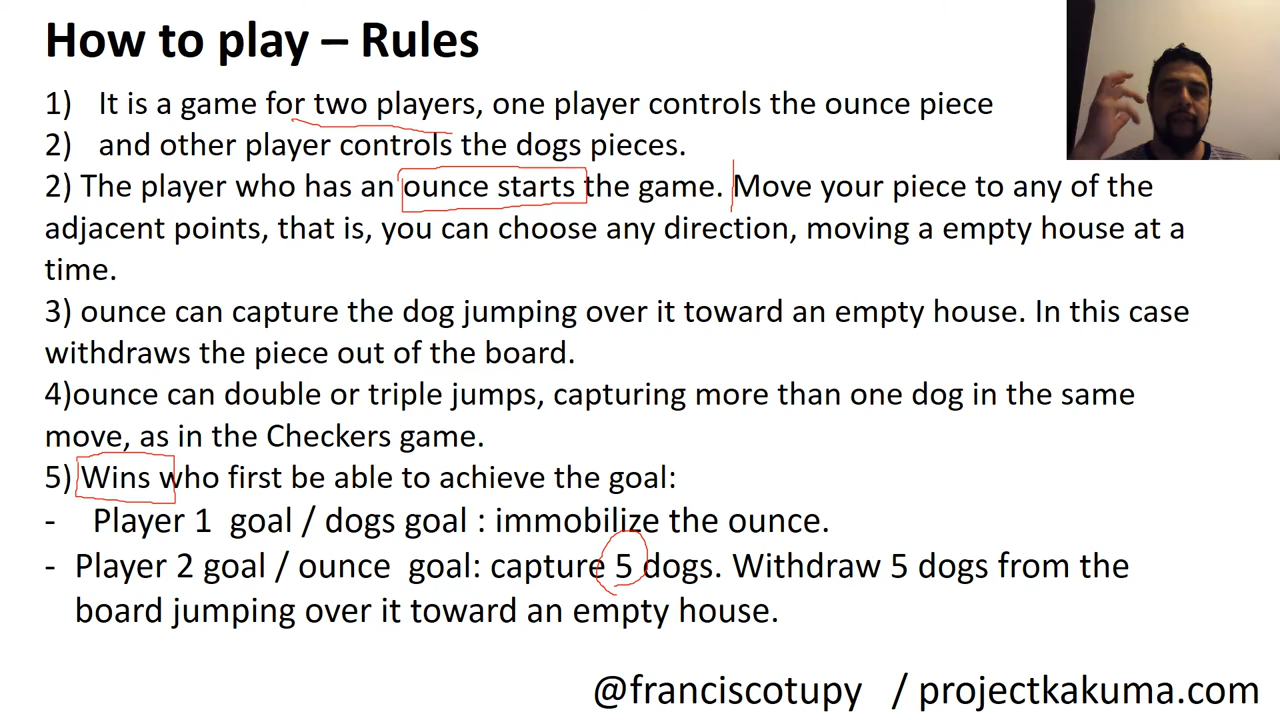 How to play – Rules
1) It is a game for two players, one player controls the ounce piece
2) and other player controls the dogs pieces.
2) The player who has an ounce starts the game. Move your piece to any of the
adjacent points, that is, you can choose any direction, moving a empty house at a
time.
3) ounce can capture the dog jumping over it toward an empty house. In this case
withdraws the piece out of the board.
4)ounce can double or triple jumps, capturing more than one dog in the same
move, as in the Checkers game.
5) Wins who first be able to achieve the goal:
- Player 1 goal / dogs goal : immobilize the ounce.
- Player 2 goal / ounce goal: capture 5 dogs. Withdraw 5 dogs from the
board jumping over it toward an empty house.
@franciscotupy / projectkakuma.com